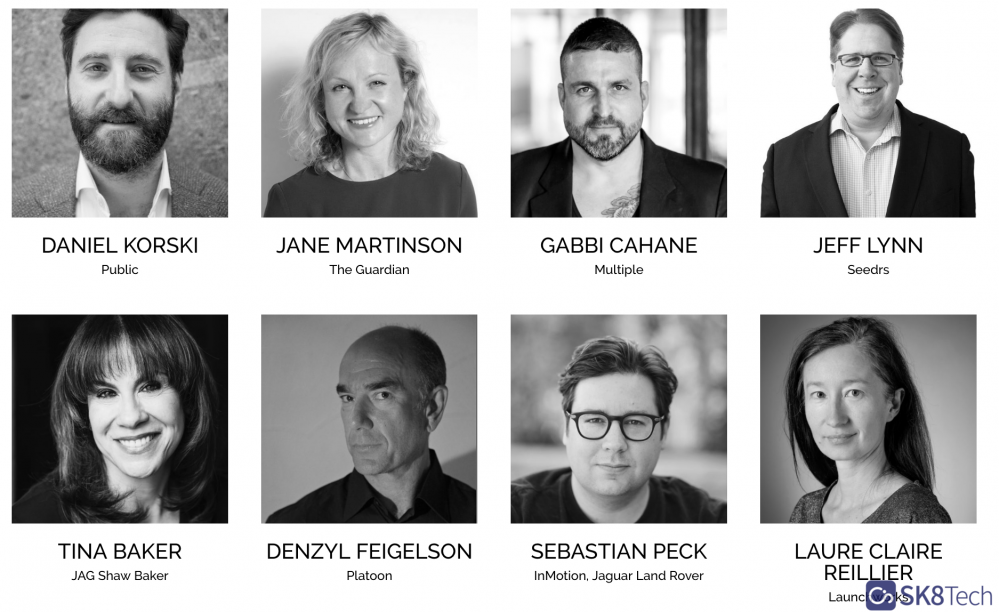 DANIEL KORSKI
Public
JANE MARTINSON
The Guardian
GABBI CAHANE
Multiple
JEFF LYNN
Seedrs
TINA BAKER
JAG Shaw Baker
DENZYL FEIGELSON
Platoon
SEBASTIAN PECK
InMotion, Jaguar Land Rover
LAURE CLAIRE
REILLIER
SK8Tech